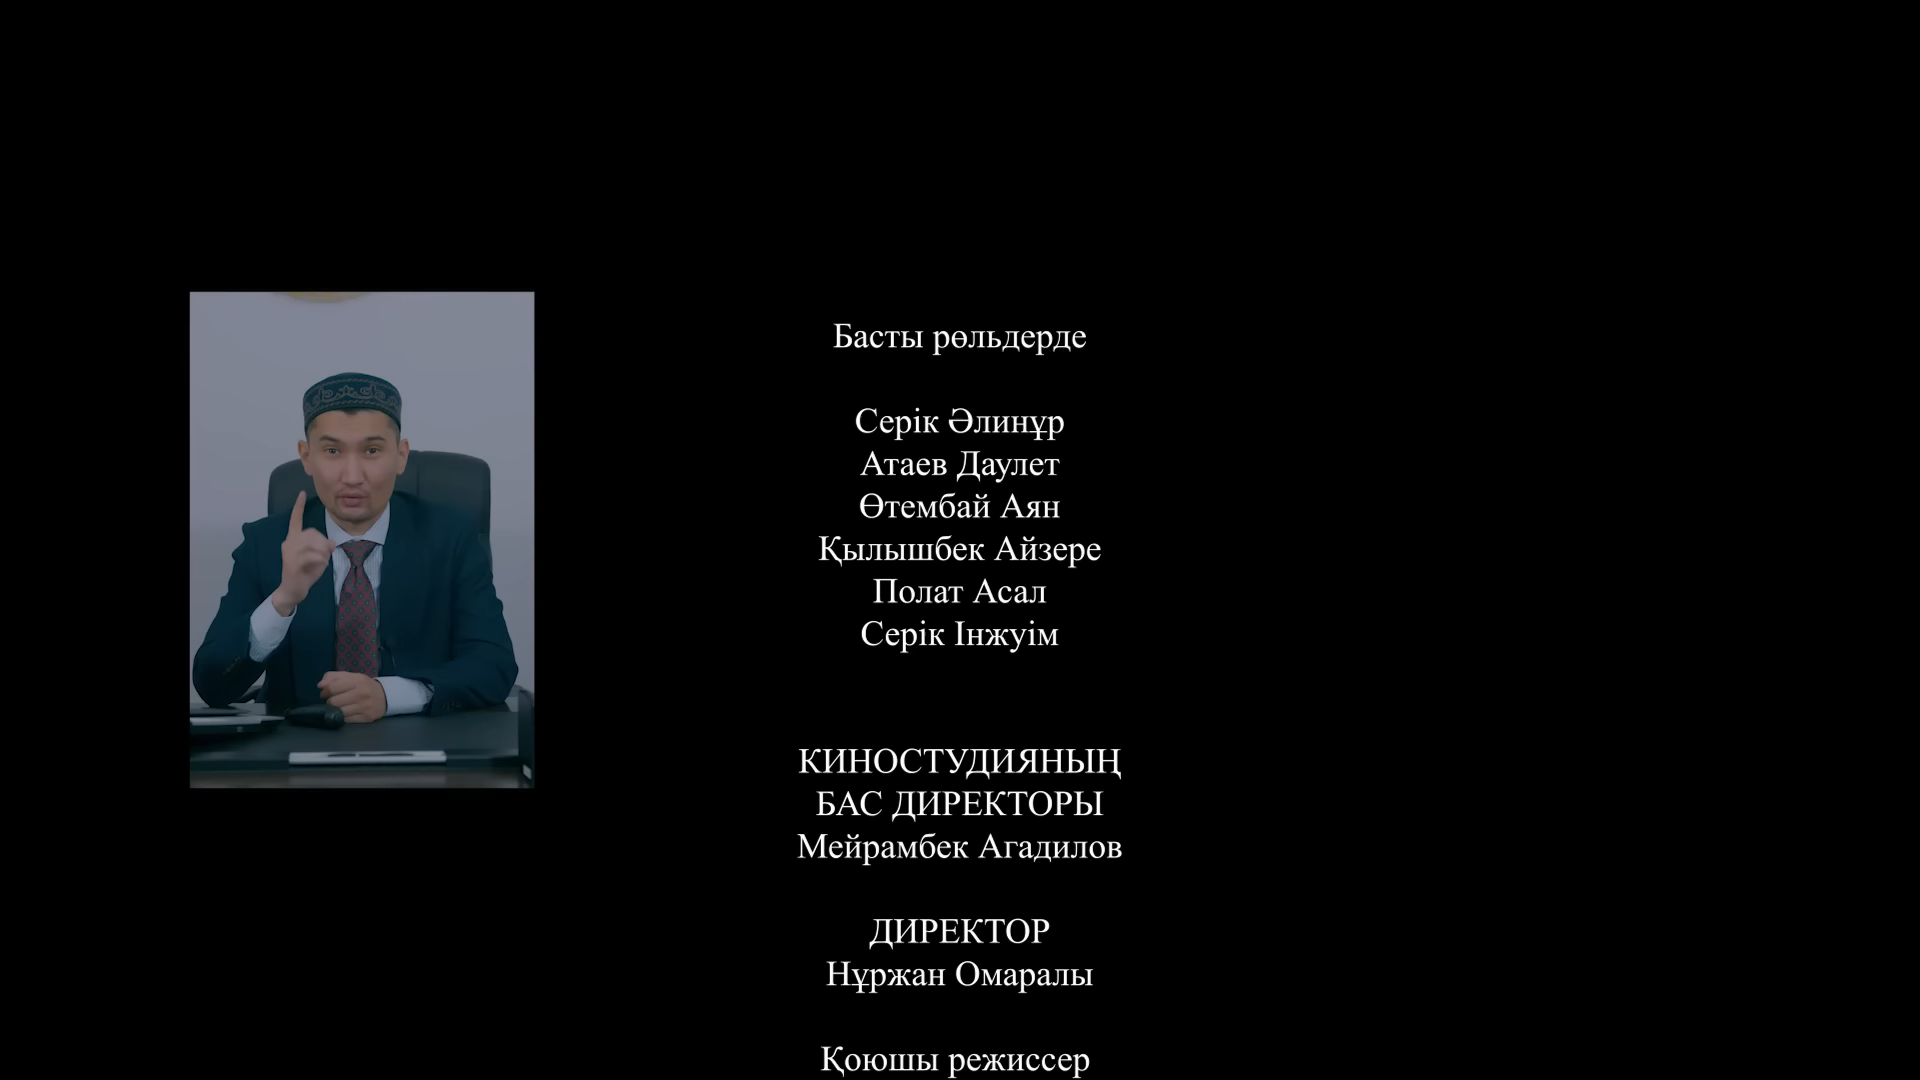 Басты рөльдерде
Серік Әлинұр
Атаев Даулет
Өтембай Аян
Қылышбек Айзере
Полат Асал
Серік Інжуім
КИНОСТУДИЯНЫҢ
БАС ДИРЕКТОРЫ
Мейрамбек Агадилов
ДИРЕКТОР
Нұржан Омаралы
Қоюшы режиссер